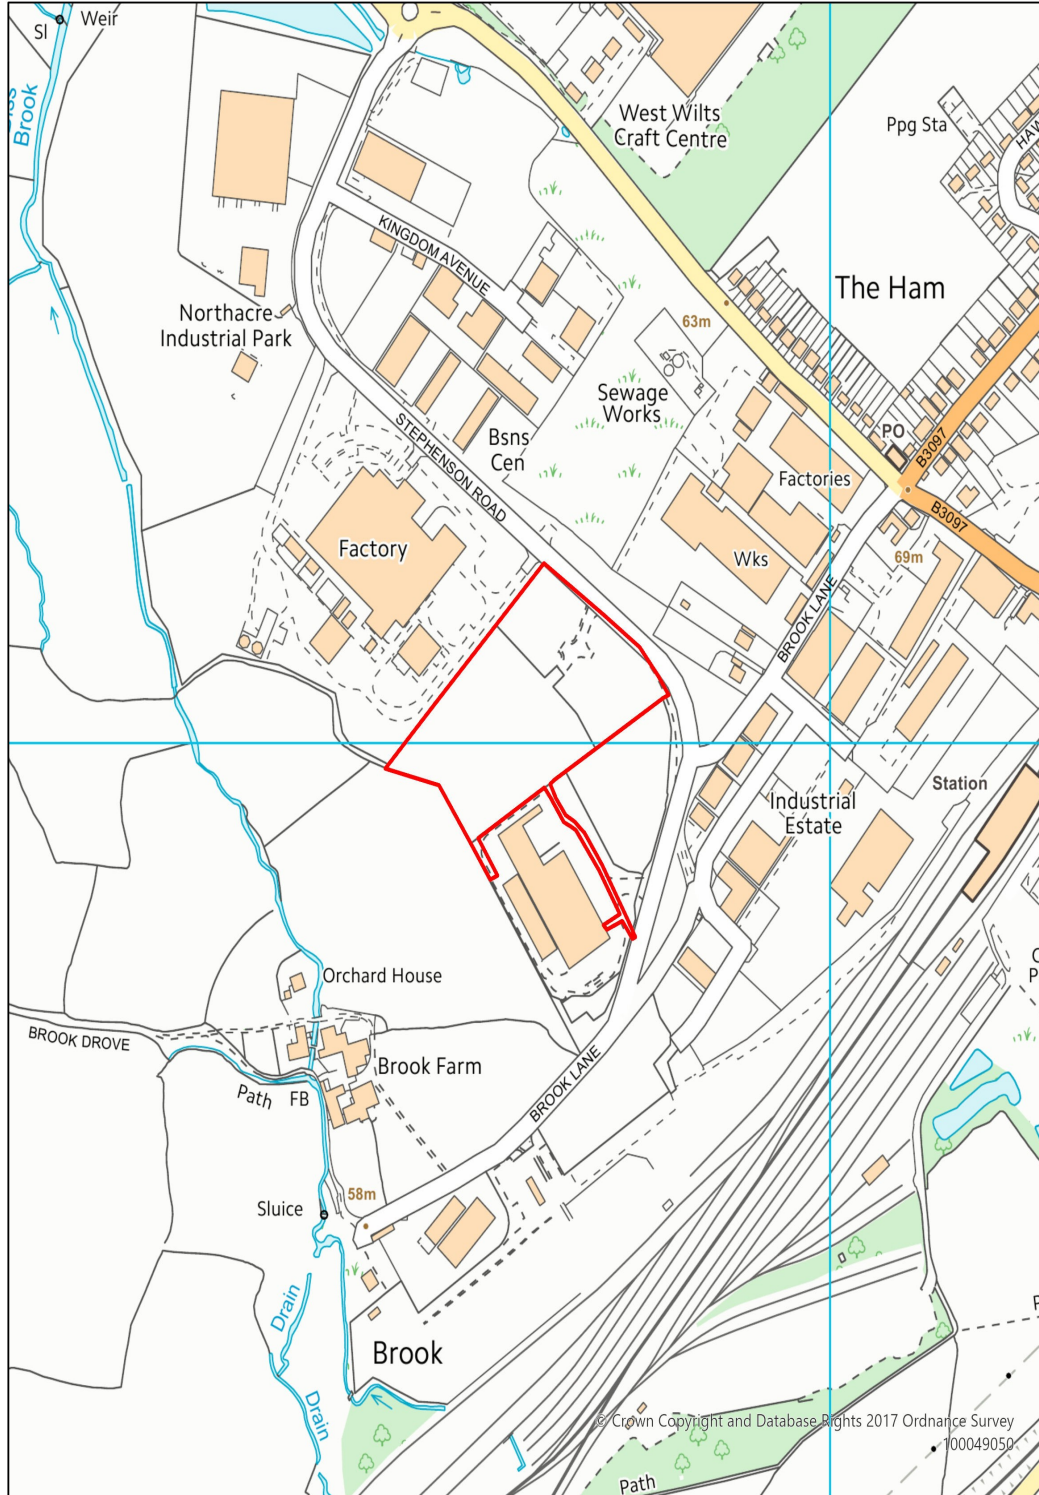 Weir
Sl
Brook
West Wilts
Craft Centre
Ppg Sta
KINGDOM AVENUE
The Ham
Northacre
Industrial Park
63m
Sewage
Works
STEPHENSON ROAD
Bsns
Cen
PO
B3097
Factories
B3097
Factory
Wks
69m
BROOK LANE
Station
Industrial
Estate
Orchard House
BROOK DROVE
Brook Farm
Path
FB
BROOK LANE
58m
Sluice
Drain
Brook
Drain
© Crown Copyright and Database Rights 2017 Ordnance Survey
100049050
Path